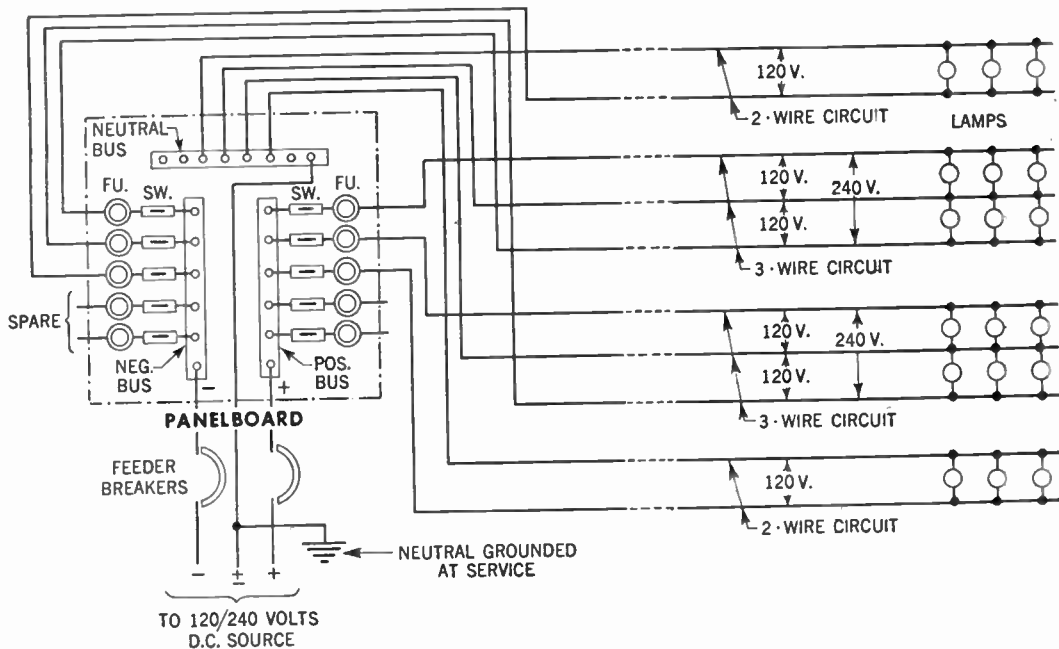 120 V.
2-WIRE CIRCUIT
LAMPS
NEUTRAL
BUS
FU.
SW.
SW.
FU.
120 V.
240 V.
120 V.
3-WIRE CIRCUIT
SPARE
NEG.
BUS
-
POS.
BUS
+
120 V.
240 V.
120 V.
3-WIRE CIRCUIT
PANELBOARD
FEEDER
BREAKERS
120 V.
2-WIRE CIRCUIT
NEUTRAL GROUNDED
AT SERVICE
- ± +
TO 120/240 VOLTS
D.C. SOURCE